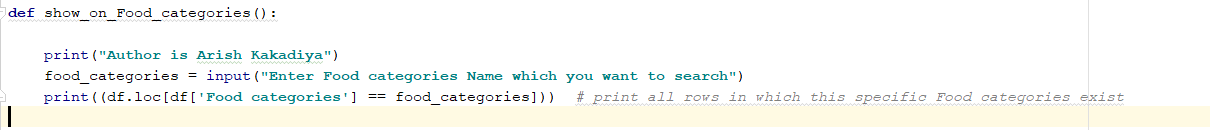 def show_on_Food_categories():
    print("Author is Arish Kakadiya")
    food_categories = input("Enter Food categories Name which you want to search")
    print((df.loc[df['Food categories'] == food_categories]))  # print all rows in which this specific Food categories exist